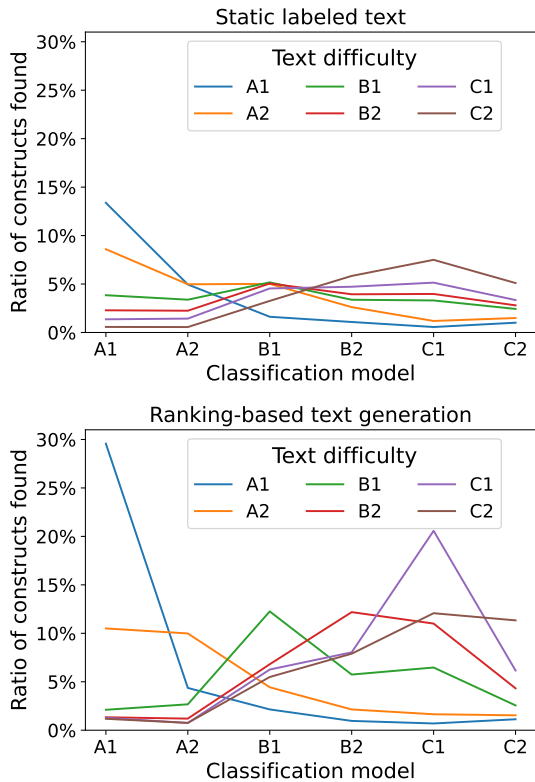 Static labeled text
30%
25%
20%
15%
10%
5%
0%
Ratio of constructs found
Text difficulty
A1 B1 C1
A2 B2 C2
A1 A2 B1 B2 C1 C2
Classification model
Ranking-based text generation
30%
25%
20%
15%
10%
5%
0%
Ratio of constructs found
Text difficulty
A1 B1 C1
A2 B2 C2
A1 A2 B1 B2 C1 C2
Classification model